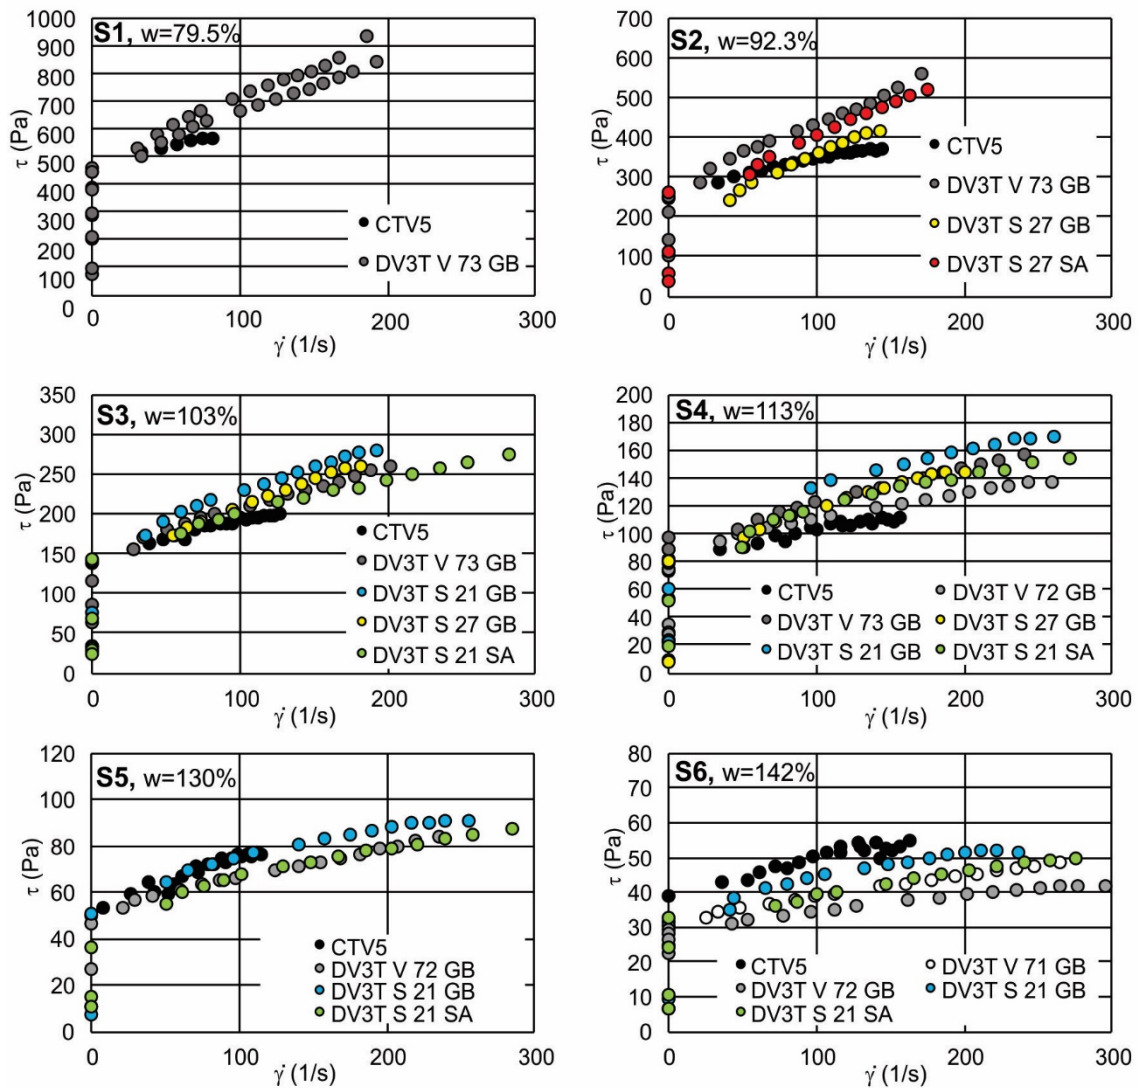 S1, w=79.5%
1000
900
800
700
600
500
400
300
200
100
0
τ (Pa)
CTV5
DV3T V 73 GB
0 100 200 300
γ̇ (1/s)
S2, w=92.3%
700
600
500
400
300
200
100
0
τ (Pa)
CTV5
DV3T V 73 GB
DV3T S 27 GB
DV3T S 27 SA
0 100 200 300
γ̇ (1/s)
S3, w=103%
350
300
250
200
150
100
50
0
τ (Pa)
CTV5
DV3T V 73 GB
DV3T S 21 GB
DV3T S 27 GB
DV3T S 21 SA
0 100 200 300
γ̇ (1/s)
S4, w=113%
200
180
160
140
120
100
80
60
40
20
0
τ (Pa)
CTV5 DV3T V 72 GB
DV3T V 73 GB DV3T S 27 GB
DV3T S 21 GB DV3T S 21 SA
0 100 200 300
γ̇ (1/s)
S5, w=130%
120
100
80
60
40
20
0
τ (Pa)
CTV5
DV3T V 72 GB
DV3T S 21 GB
DV3T S 21 SA
0 100 200 300
γ̇ (1/s)
S6, w=142%
80
70
60
50
40
30
20
10
0
τ (Pa)
CTV5 DV3T V 71 GB
DV3T V 72 GB DV3T S 21 GB
DV3T S 21 SA
0 100 200 300
γ̇ (1/s)